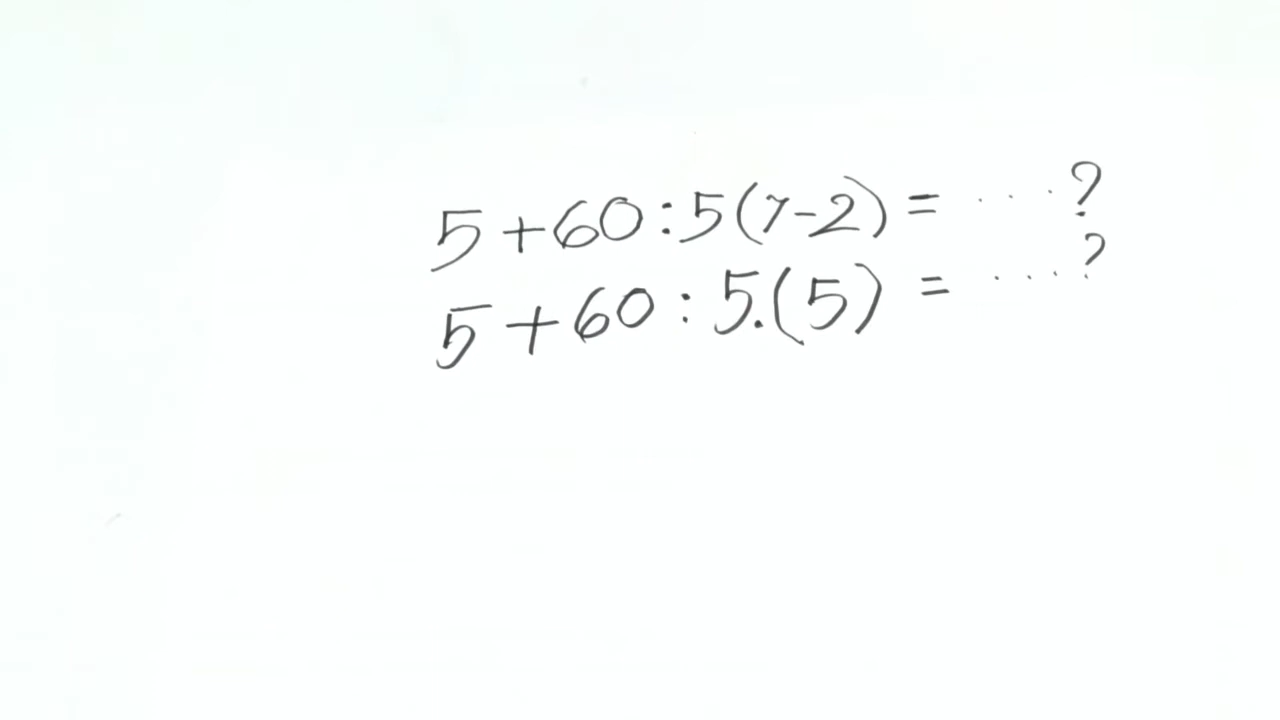 5+60:5(7-2)= ...?
5+60:5.(5) = ....?